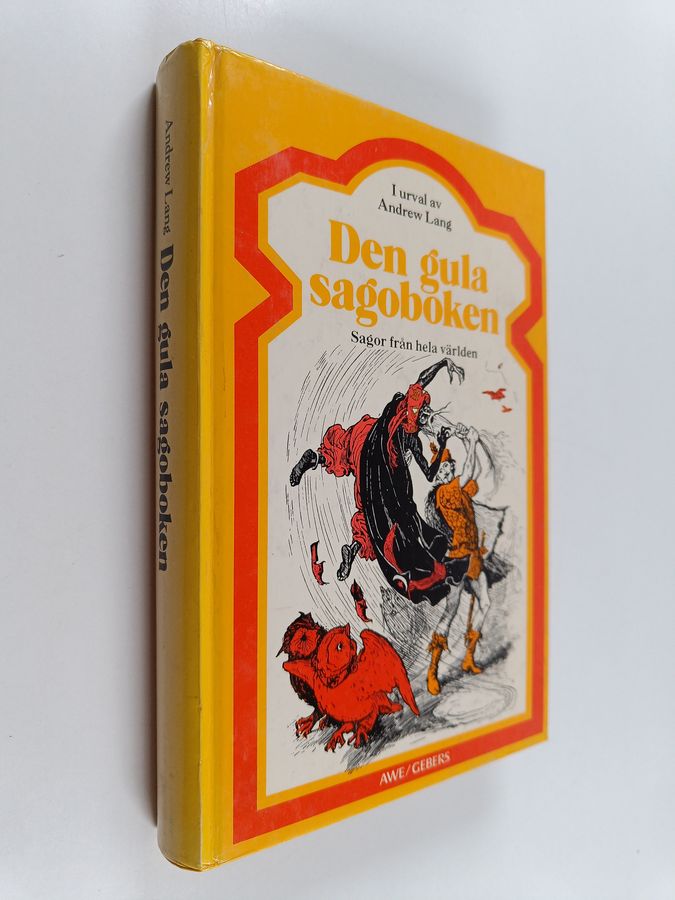 Andrew Lang Den gula sagoboken
I urval av
Andrew Lang
Den gula
sagoboken
Sagor från hela världen
AWE/GEBERS